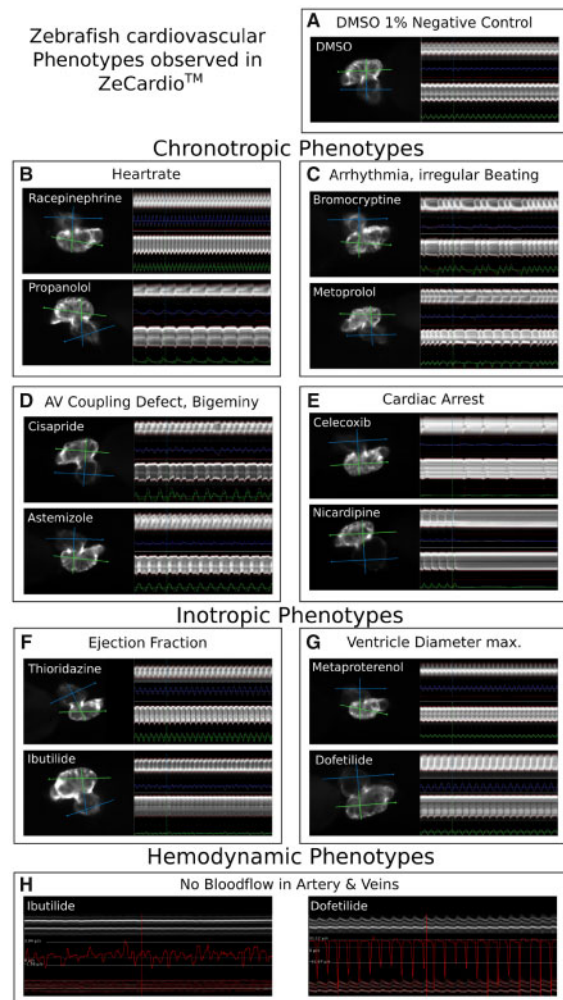 Zebrafish cardiovascular
Phenotypes observed in
ZeCardio™
A DMSO 1% Negative Control
DMSO
Chronotropic Phenotypes
B Heartrate
Racepinephrine
Propanolol
C Arrhythmia, irregular Beating
Bromocryptine
Metoprolol
D AV Coupling Defect, Bigeminy
Cisapride
Astemizole
E Cardiac Arrest
Celecoxib
Nicardipine
Inotropic Phenotypes
F Ejection Fraction
Thioridazine
Ibutilide
G Ventricle Diameter max.
Metaproterenol
Dofetilide
Hemodynamic Phenotypes
H No Bloodflow in Artery & Veins
Ibutilide
Dofetilide